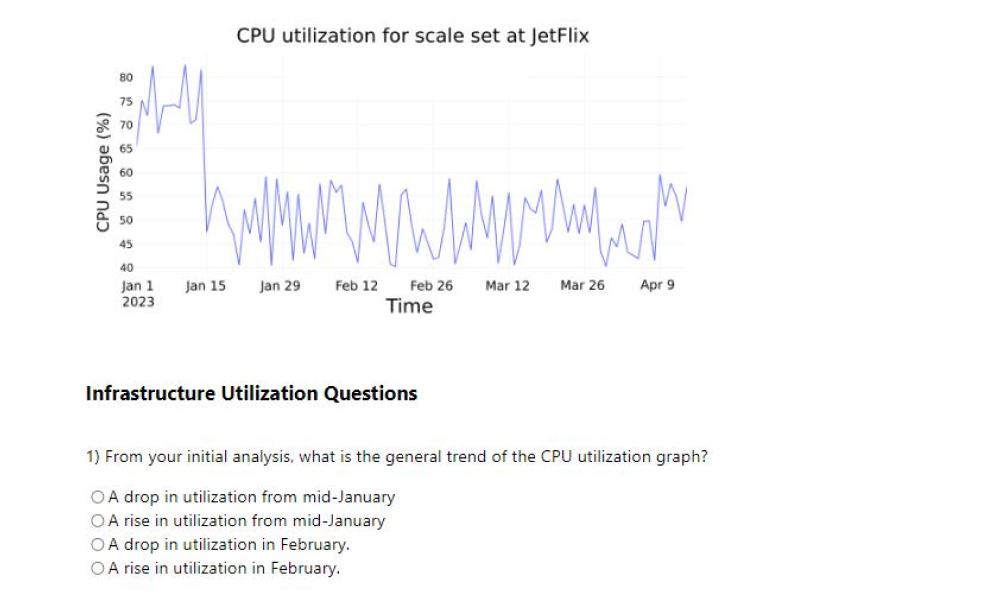 CPU utilization for scale set at JetFlix
CPU Usage (%)
80
75
70
65
60
55
50
45
40
Jan 1 Jan 15 Jan 29 Feb 12 Feb 26 Mar 12 Mar 26 Apr 9
2023
Time
Infrastructure Utilization Questions
1) From your initial analysis, what is the general trend of the CPU utilization graph?
A drop in utilization from mid-January
A rise in utilization from mid-January
A drop in utilization in February.
A rise in utilization in February.